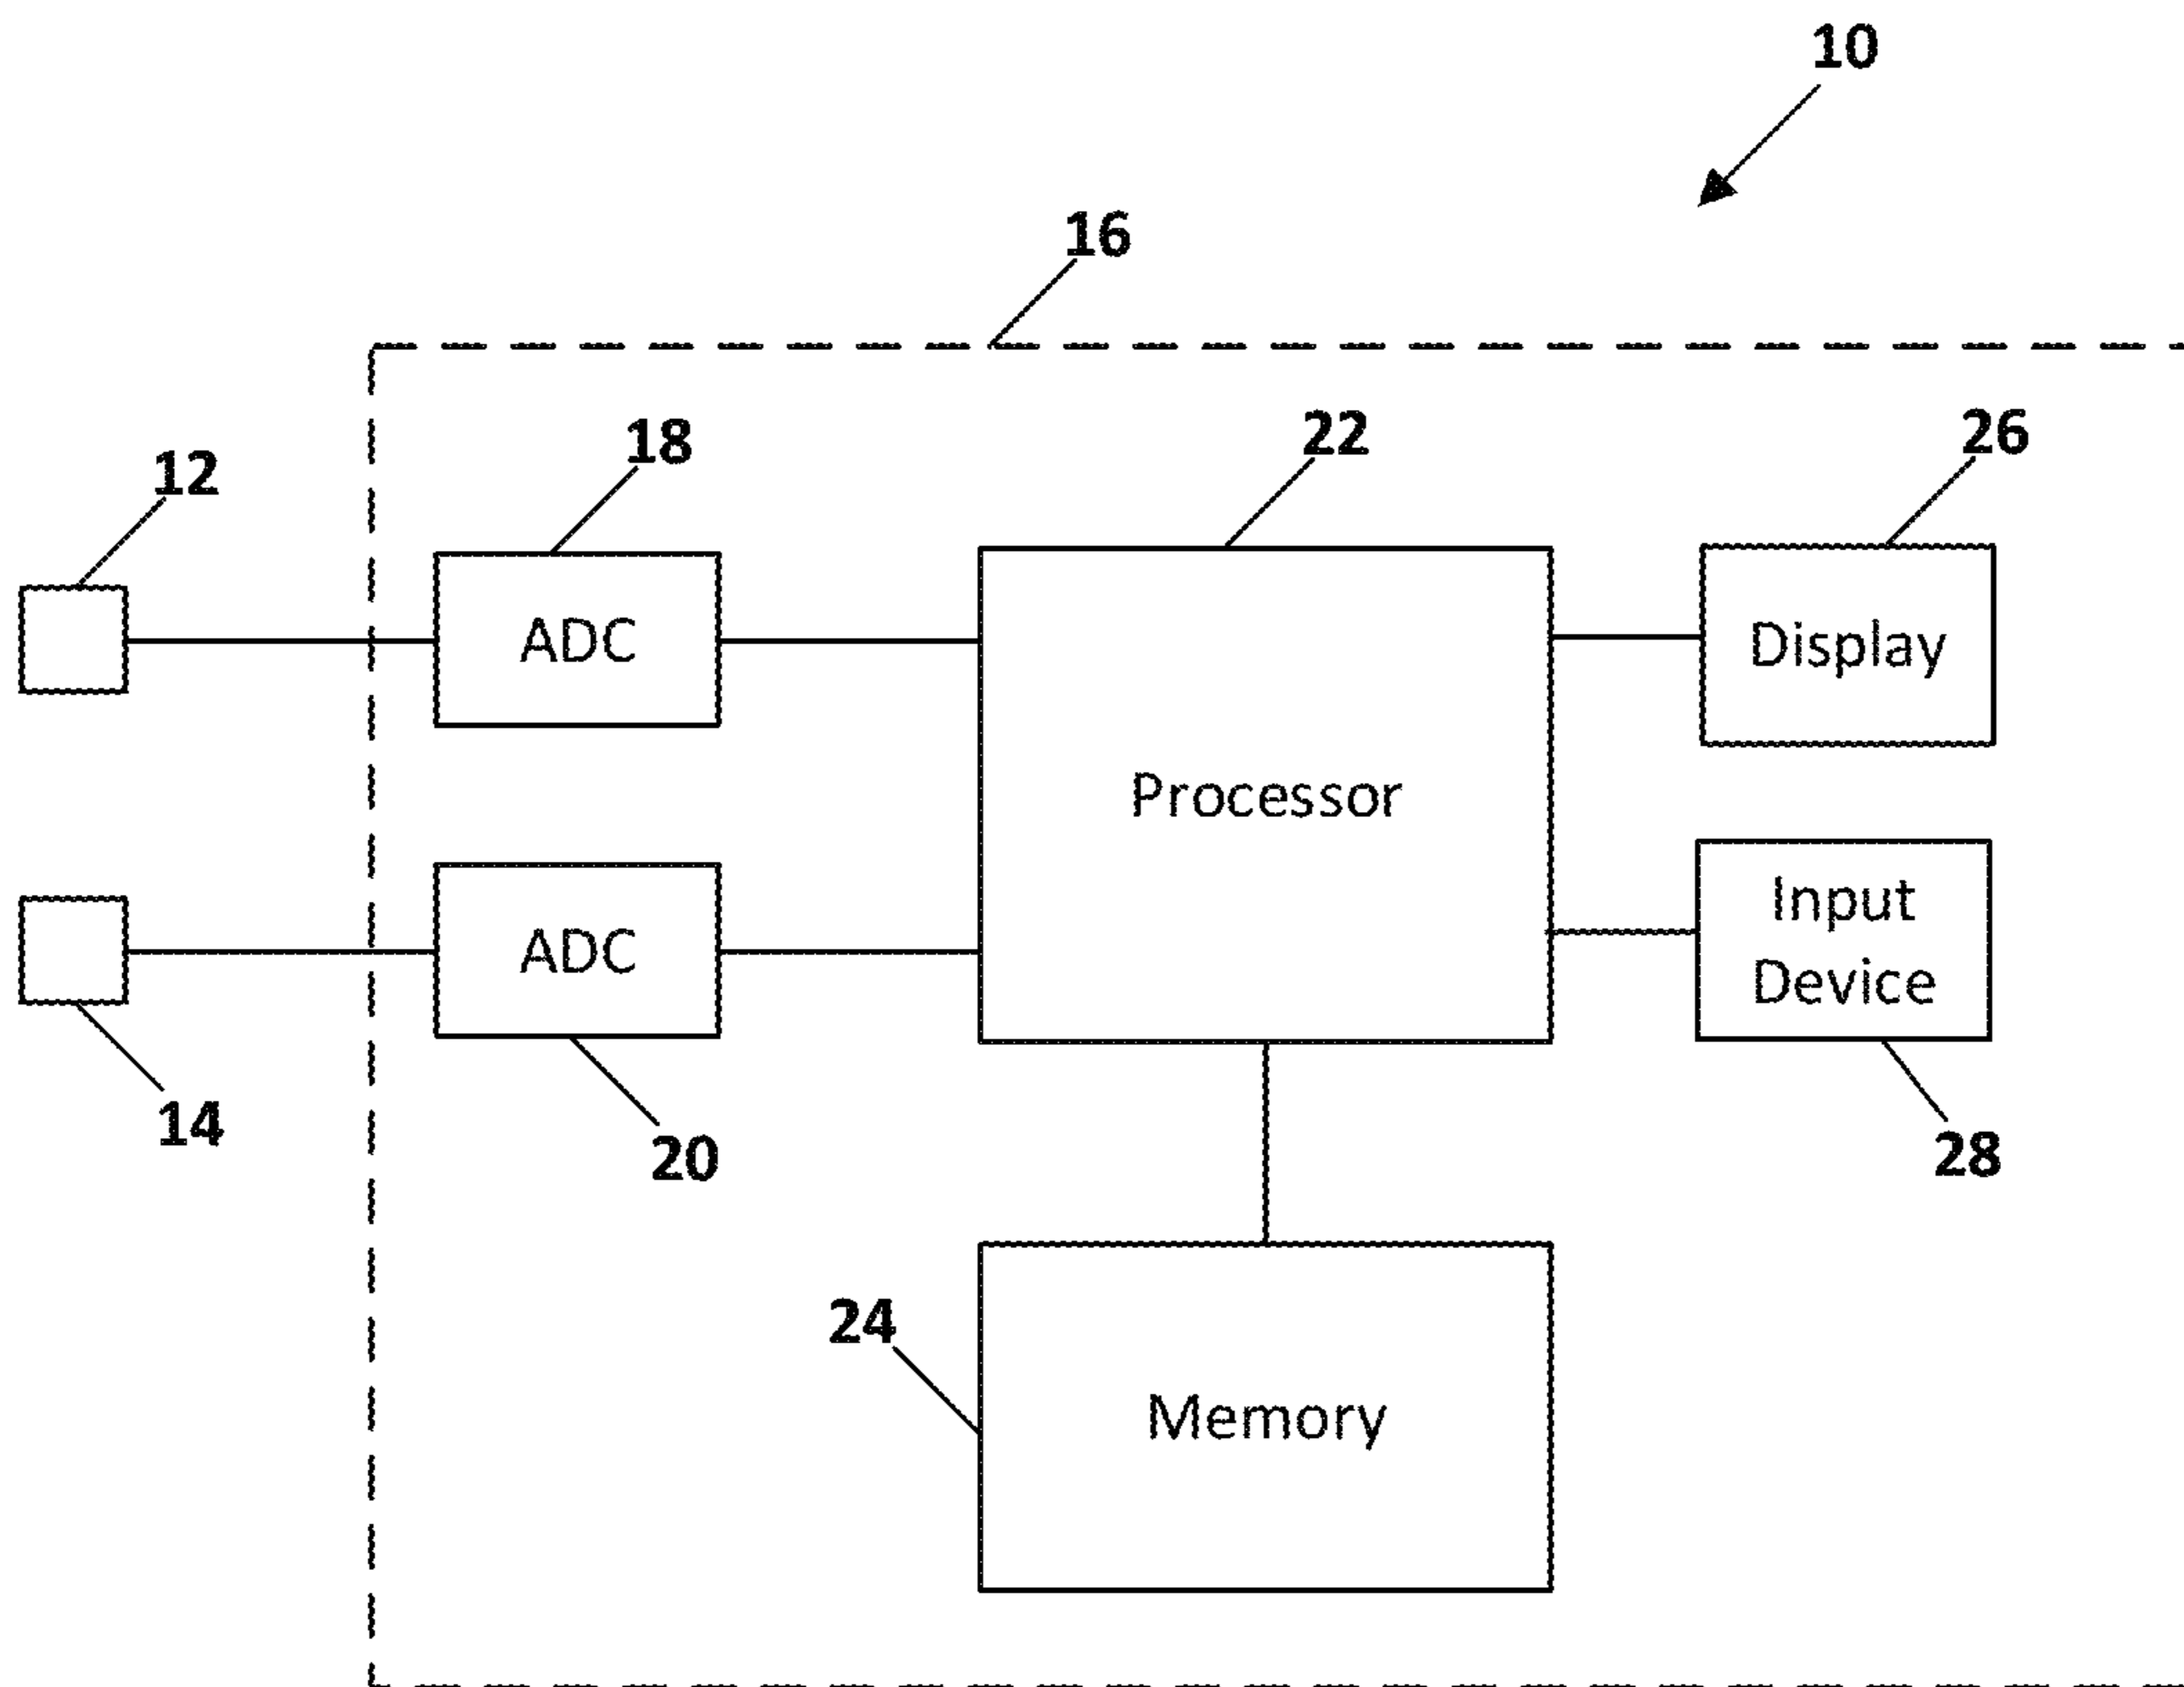 10
16
12
18
22
26
ADC
Display
Processor
Input
Device
ADC
14
20
28
24
Memory